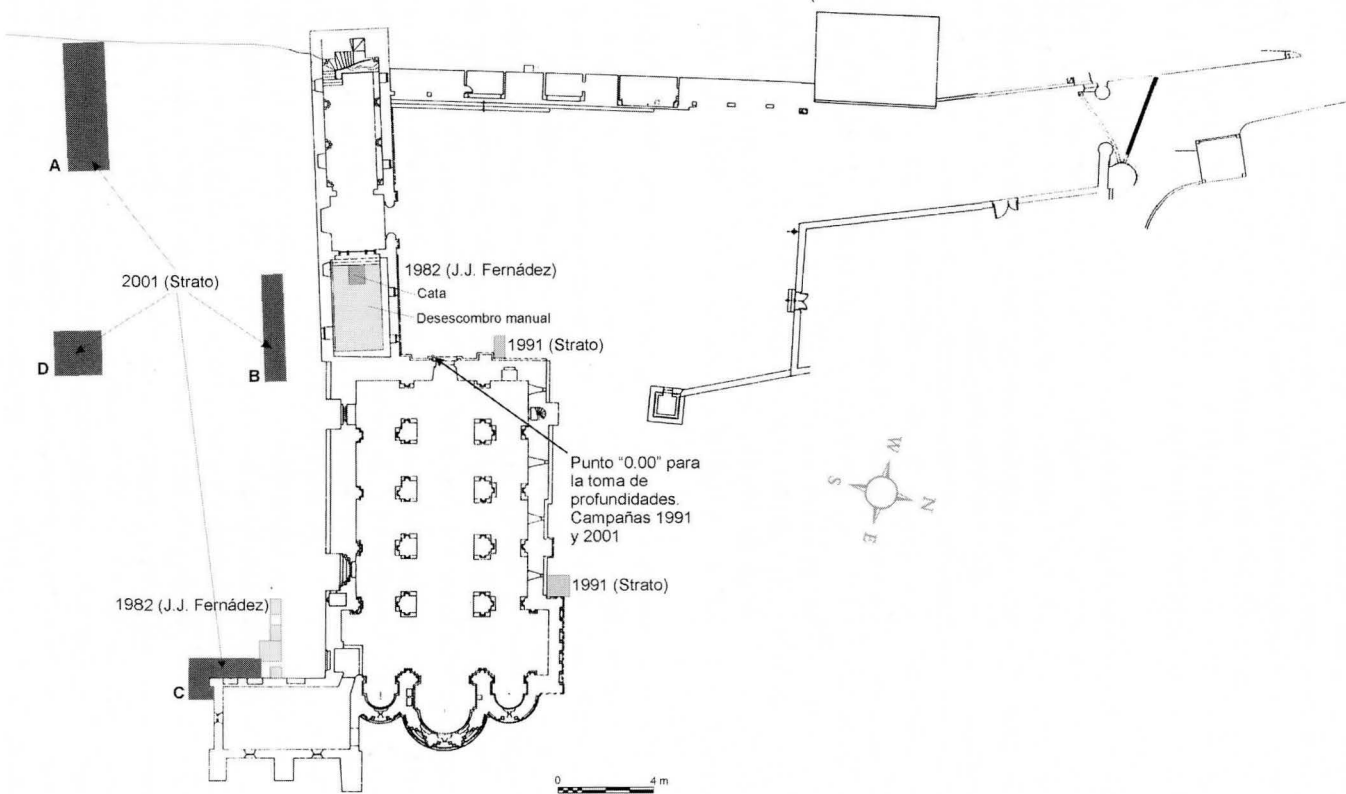 A
2001 (Strato)
D
B
1982 (J.J. Fernádez)
Cata
Desescombro manual
1991 (Strato)
Punto "0.00" para
la toma de
profundidades.
Campañas 1991
y 2001
W
S
N
E
1991 (Strato)
1982 (J.J. Fernádez)
C
0 4 m